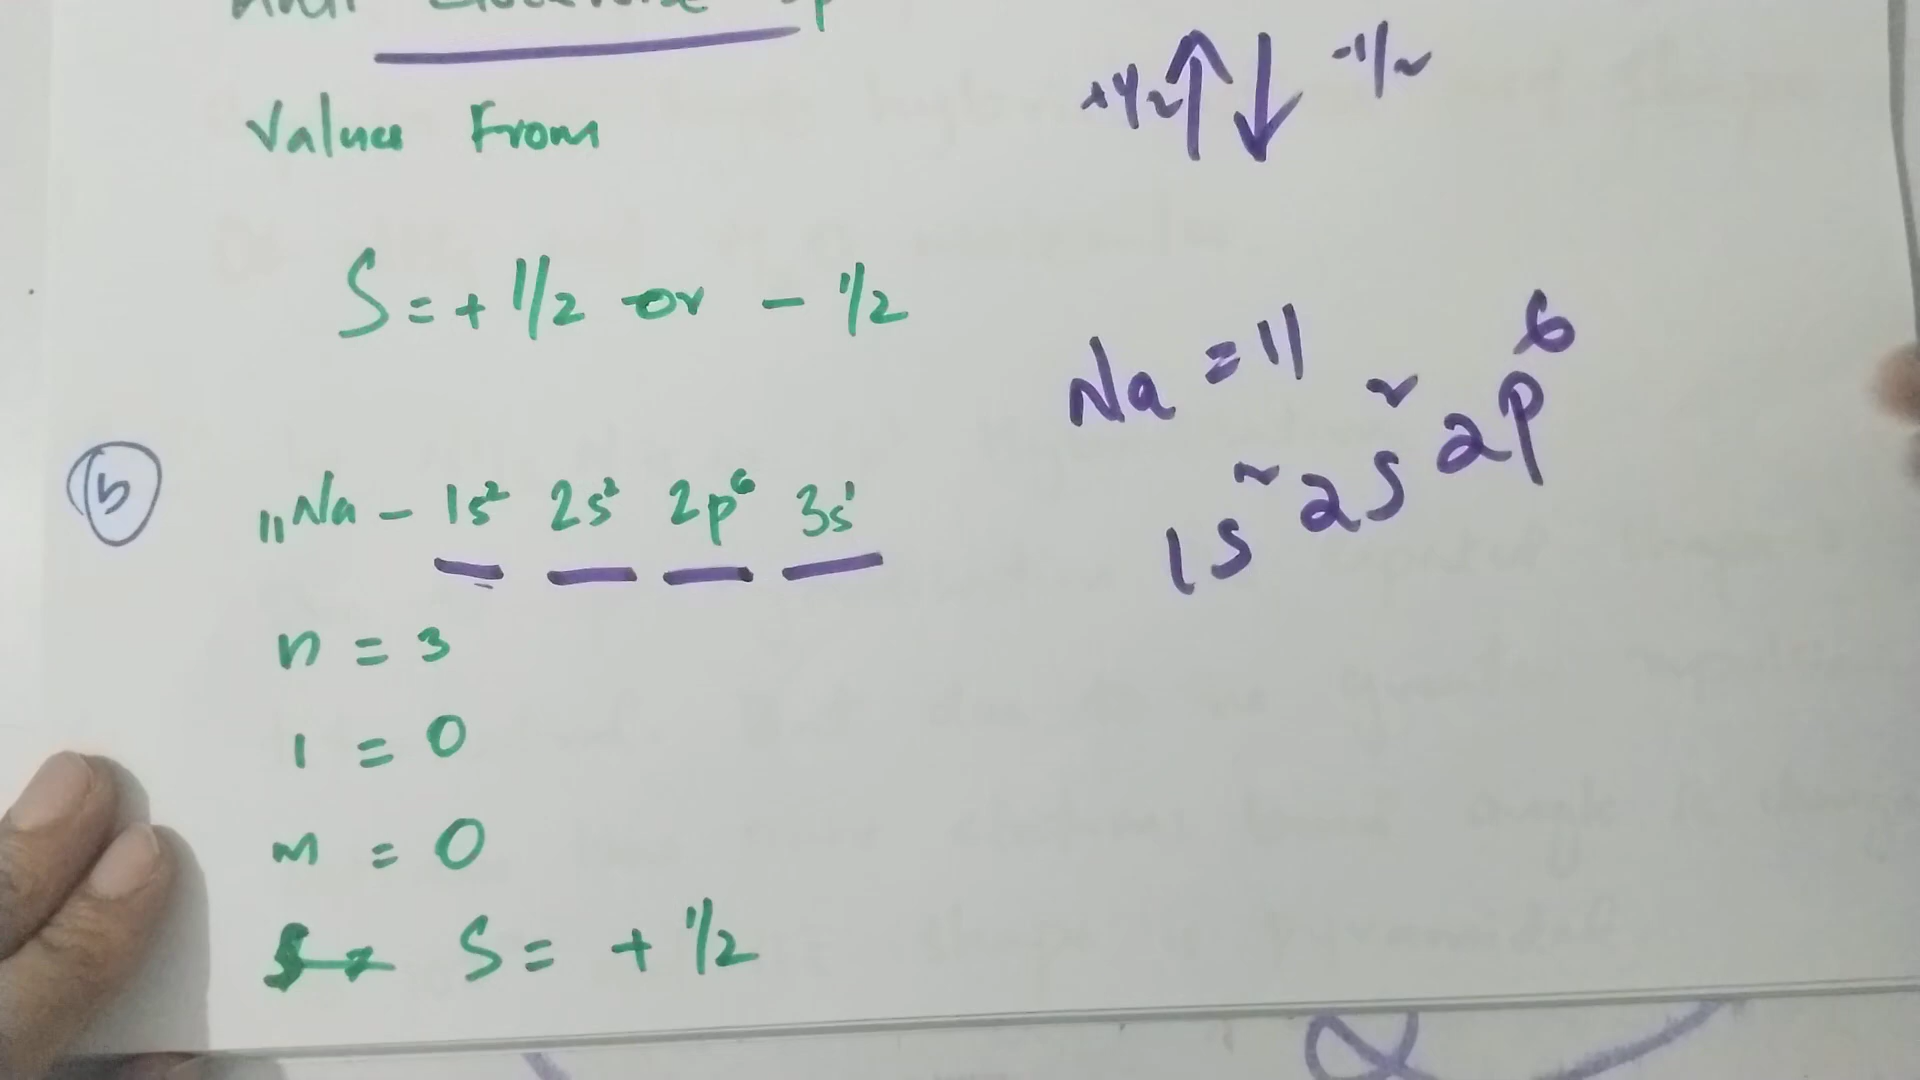 Values From
+1/2 ↑ ↓ -1/2
S = + 1/2 or - 1/2
Na = 11
1s² 2s² 2p⁶
(b)
₁₁Na - 1s² 2s² 2p⁶ 3s¹
n = 3
l = 0
m = 0
S = + 1/2